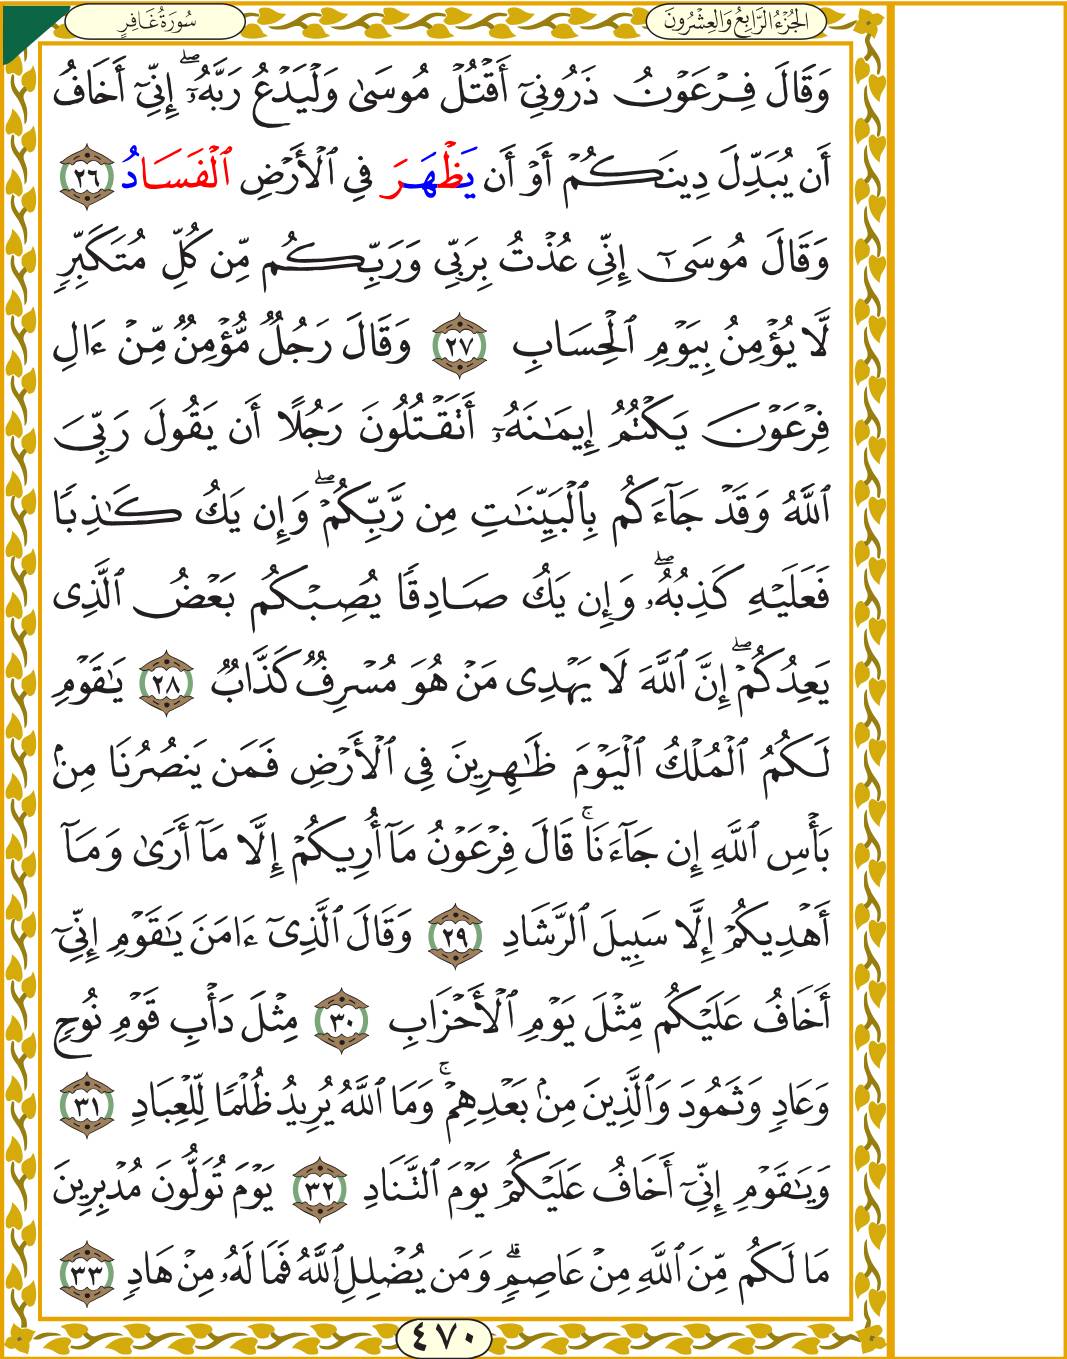 الجُزْءُ الرَّابِعُ وَالعِشْرُونَ
سُورَةُ غَافِرٍ
وَقَالَ فِرْعَوْنُ ذَرُونِيٓ أَقْتُلْ مُوسَىٰ وَلْيَدْعُ رَبَّهُۥٓۖ إِنِّيٓ أَخَافُ
أَن يُبَدِّلَ دِينَكُمْ أَوْ أَن يَظْهَرَ فِي ٱلْأَرْضِ ٱلْفَسَادُ ٢٦
وَقَالَ مُوسَىٰٓ إِنِّي عُذْتُ بِرَبِّي وَرَبِّكُم مِّن كُلِّ مُتَكَبِّرٖ
لَّا يُؤْمِنُ بِيَوْمِ ٱلْحِسَابِ ٢٧ وَقَالَ رَجُلٞ مُّؤْمِنٞ مِّنْ ءَالِ
فِرْعَوْنَ يَكْتُمُ إِيمَٰنَهُۥٓ أَتَقْتُلُونَ رَجُلًا أَن يَقُولَ رَبِّيَ
ٱللَّهُ وَقَدْ جَآءَكُم بِٱلْبَيِّنَٰتِ مِن رَّبِّكُمْۖ وَإِن يَكُ كَٰذِبٗا
فَعَلَيْهِ كَذِبُهُۥۖ وَإِن يَكُ صَادِقٗا يُصِبْكُم بَعْضُ ٱلَّذِي
يَعِدُكُمْۖ إِنَّ ٱللَّهَ لَا يَهْدِي مَنْ هُوَ مُسْرِفٞ كَذَّابٞ ٢٨ يَٰقَوْمِ
لَكُمُ ٱلْمُلْكُ ٱلْيَوْمَ ظَٰهِرِينَ فِي ٱلْأَرْضِ فَمَن يَنصُرُنَا مِنۢ
بَأْسِ ٱللَّهِ إِن جَآءَنَاۚ قَالَ فِرْعَوْنُ مَآ أُرِيكُمْ إِلَّا مَآ أَرَىٰ وَمَآ
أَهْدِيكُمْ إِلَّا سَبِيلَ ٱلرَّشَادِ ٢٩ وَقَالَ ٱلَّذِيٓ ءَامَنَ يَٰقَوْمِ إِنِّيٓ
أَخَافُ عَلَيْكُم مِّثْلَ يَوْمِ ٱلْأَحْزَابِ ٣٠ مِثْلَ دَأْبِ قَوْمِ نُوحٖ
وَعَادٖ وَثَمُودَ وَٱلَّذِينَ مِنۢ بَعْدِهِمْۚ وَمَا ٱللَّهُ يُرِيدُ ظُلْمٗا لِّلْعِبَادِ ٣١
وَيَٰقَوْمِ إِنِّيٓ أَخَافُ عَلَيْكُمْ يَوْمَ ٱلتَّنَادِ ٣٢ يَوْمَ تُوَلُّونَ مُدْبِرِينَ
مَا لَكُم مِّنَ ٱللَّهِ مِنْ عَاصِمٖۗ وَمَن يُضْلِلِ ٱللَّهُ فَمَا لَهُۥ مِنْ هَادٖ ٣٣
٤٧٠